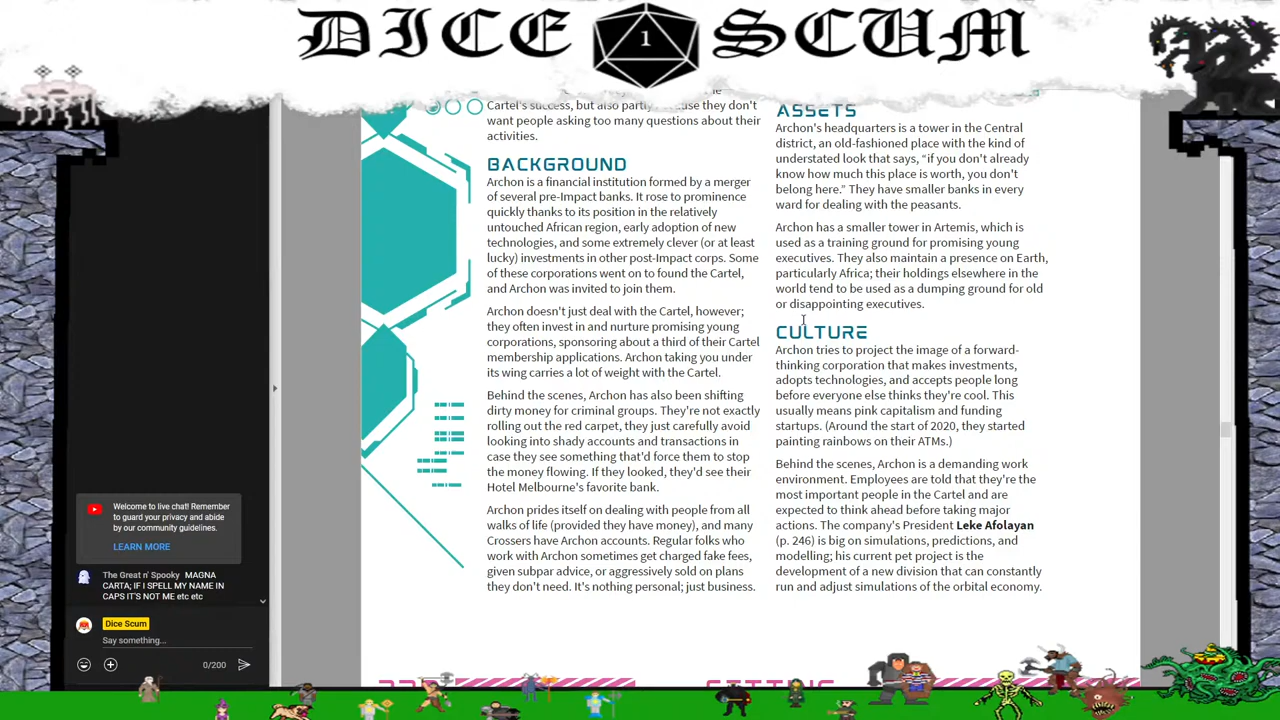 DICE 1 SCUM
Cartel's success, but also partly because they don't
want people asking too many questions about their
activities.
BACKGROUND
Archon is a financial institution formed by a merger
of several pre-Impact banks. It rose to prominence
quickly thanks to its position in the relatively
untouched African region, early adoption of new
technologies, and some extremely clever (or at least
lucky) investments in other post-Impact corps. Some
of these corporations went on to found the Cartel,
and Archon was invited to join them.
Archon doesn't just deal with the Cartel, however;
they often invest in and nurture promising young
corporations, sponsoring about a third of their Cartel
membership applications. Archon taking you under
its wing carries a lot of weight with the Cartel.
Behind the scenes, Archon has also been shifting
dirty money for criminal groups. They're not exactly
rolling out the red carpet, they just carefully avoid
looking into shady accounts and transactions in
case they see something that'd force them to stop
the money flowing. If they looked, they'd see their
Hotel Melbourne's favorite bank.
Archon prides itself on dealing with people from all
walks of life (provided they have money), and many
Crossers have Archon accounts. Regular folks who
work with Archon sometimes get charged fake fees,
given subpar advice, or aggressively sold on plans
they don't need. It's nothing personal; just business.
ASSETS
Archon's headquarters is a tower in the Central
district, an old-fashioned place with the kind of
understated look that says, “if you don't already
know how much this place is worth, you don't
belong here.” They have smaller banks in every
ward for dealing with the peasants.
Archon has a smaller tower in Artemis, which is
used as a training ground for promising young
executives. They also maintain a presence on Earth,
particularly Africa; their holdings elsewhere in the
world tend to be used as a dumping ground for old
or disappointing executives.
CULTURE
Archon tries to project the image of a forward-
thinking corporation that makes investments,
adopts technologies, and accepts people long
before everyone else thinks they're cool. This
usually means pink capitalism and funding
startups. (Around the start of 2020, they started
painting rainbows on their ATMs.)
Behind the scenes, Archon is a demanding work
environment. Employees are told that they're the
most important people in the Cartel and are
expected to think ahead before taking major
actions. The company's President Leke Afolayan
(p. 246) is big on simulations, predictions, and
modelling; his current pet project is the
development of a new division that can constantly
run and adjust simulations of the orbital economy.
Welcome to live chat! Remember
to guard your privacy and abide
by our community guidelines.
LEARN MORE
The Great n' Spooky MAGNA
CARTA; IF I SPELL MY NAME IN
CAPS IT'S NOT ME etc etc
Dice Scum
Say something...
0/200